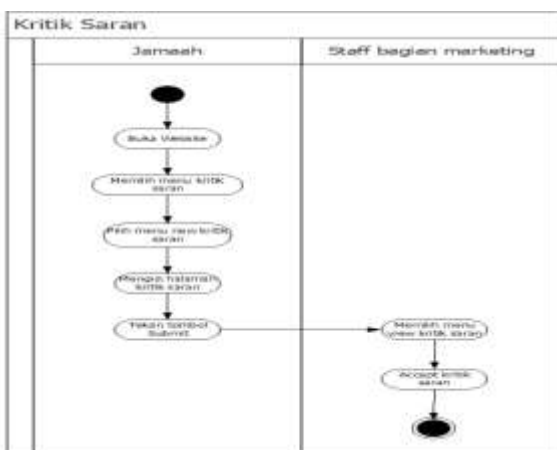 Kritik Saran
Jamaah
Staff bagian marketing
Buka Website
Memilih menu kritik
saran
Pilih menu new kritik
saran
Mengisi halaman
kritik saran
Tekan tombol
Submit
Memilih menu
view kritik saran
Accept kritik
saran